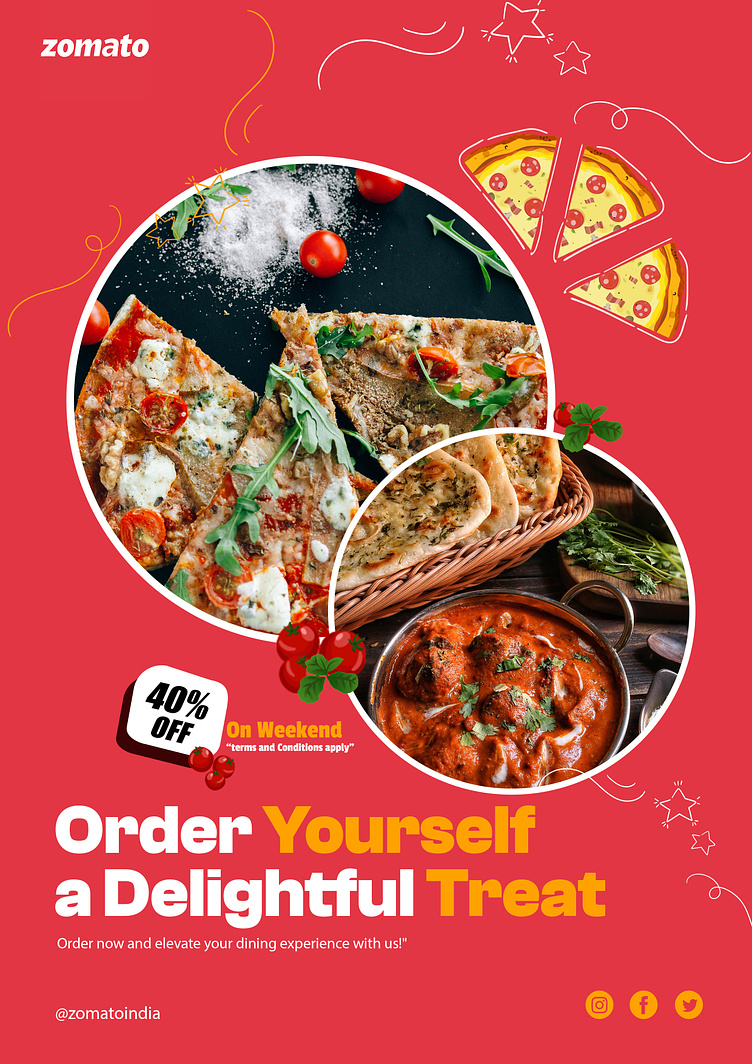 zomato
40%
OFF
On Weekend
“terms and Conditions apply”
Order Yourself
a Delightful Treat
Order now and elevate your dining experience with us!"
@zomatoindia